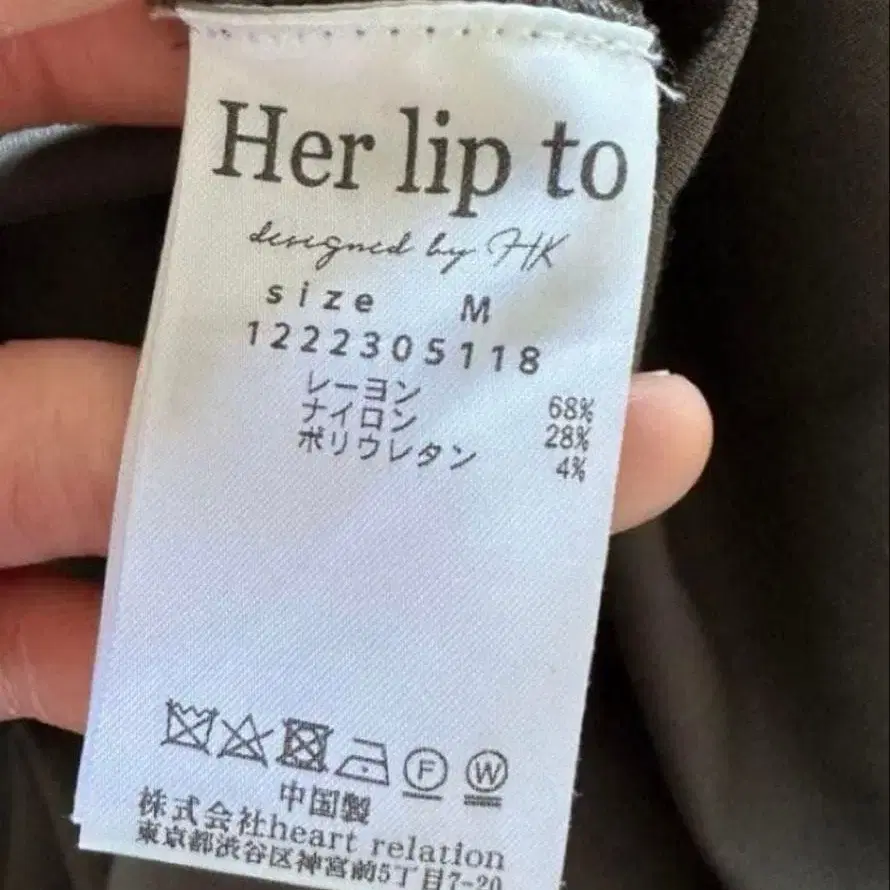 Her lip to
designed by HK
size M
1222305118
レーヨン 68%
ナイロン 28%
ポリウレタン 4%
F W
中国製
株式会社heart relation
東京都渋谷区神宮前5丁目7-20